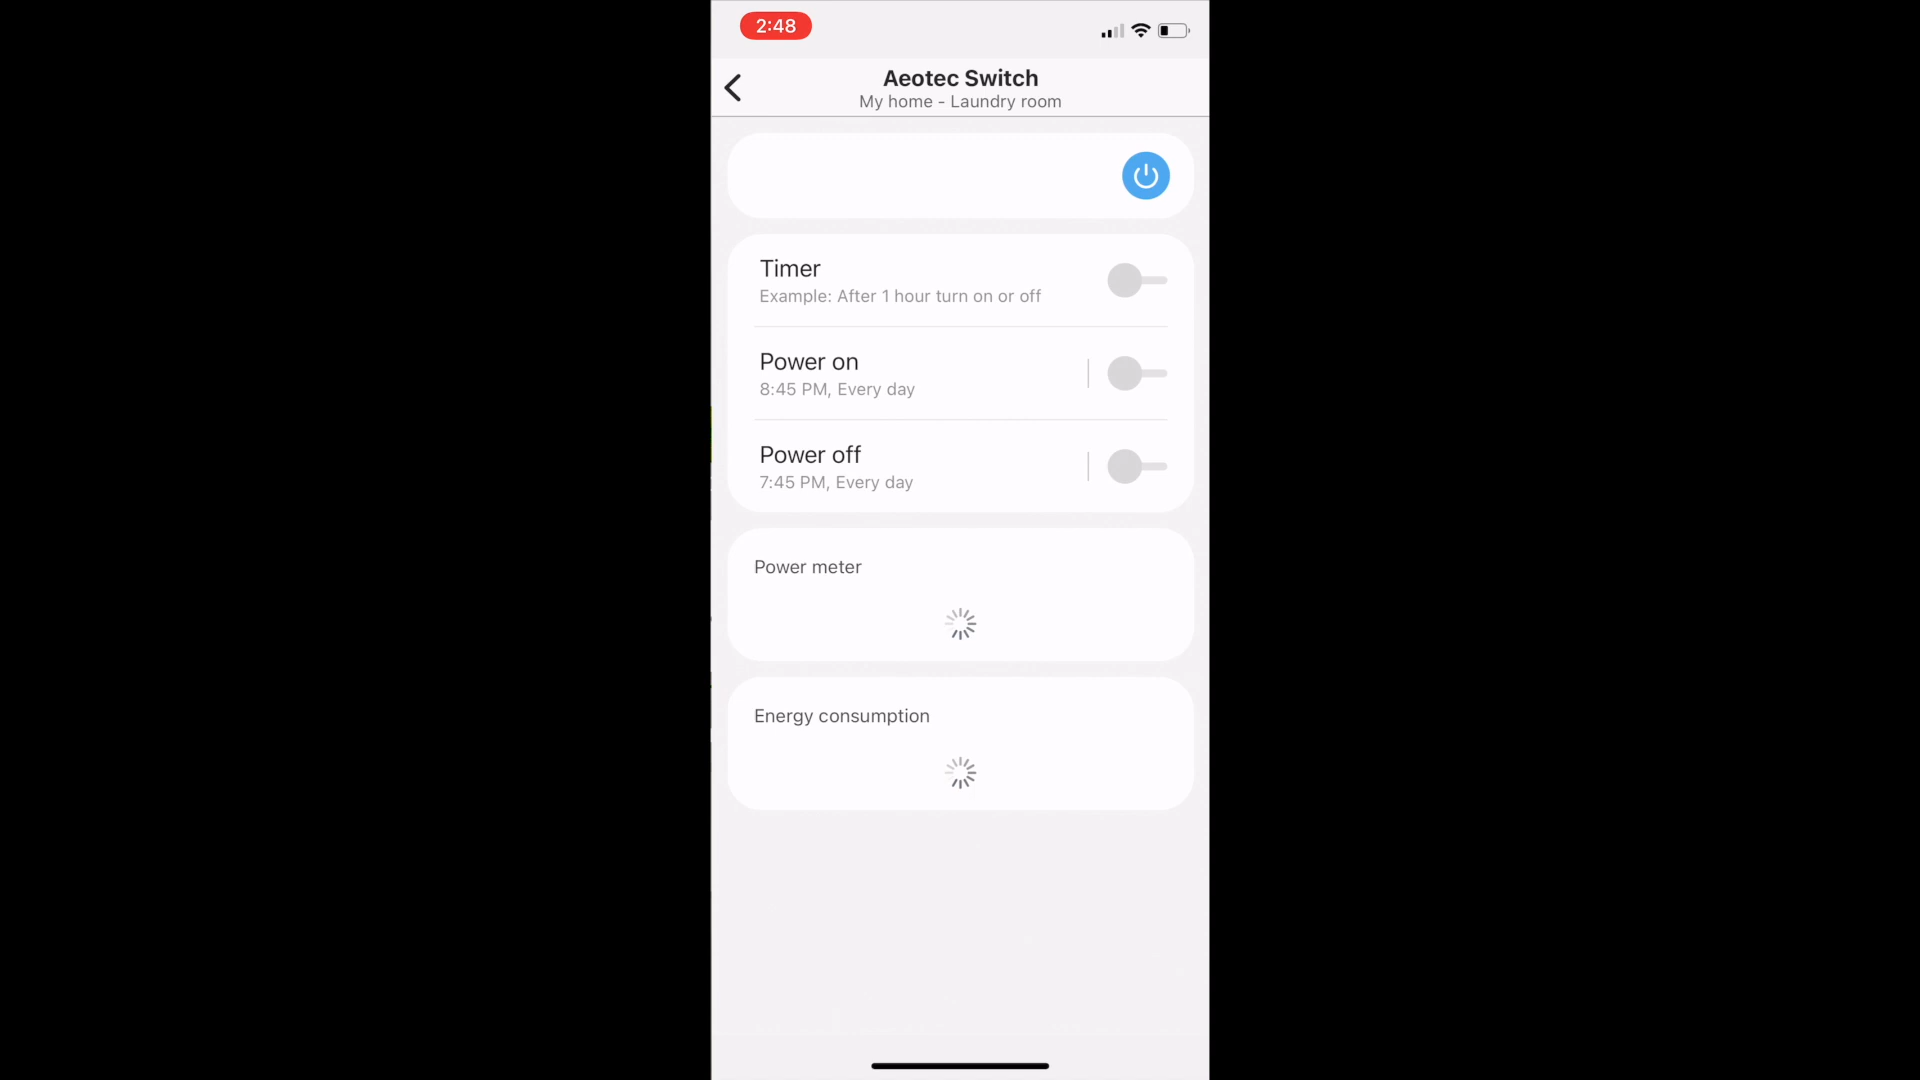 2:48
Aeotec Switch
My home - Laundry room
Timer
Example: After 1 hour turn on or off
Power on
8:45 PM, Every day
Power off
7:45 PM, Every day
Power meter
Energy consumption